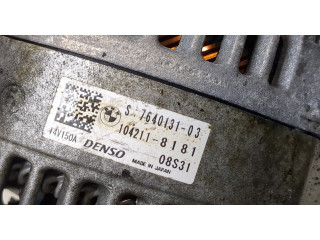 S 7640131-03
104211-8181
14V150A DENSO 08S31
MADE IN JAPAN